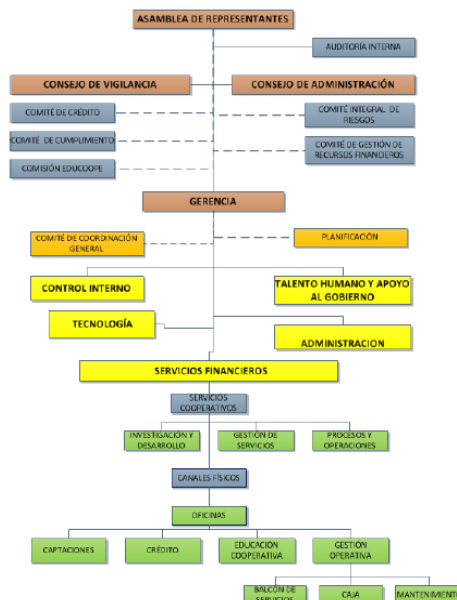 ASAMBLEA DE REPRESENTANTES
AUDITORÍA INTERNA
CONSEJO DE VIGILANCIA
CONSEJO DE ADMINISTRACIÓN
COMITÉ DE CRÉDITO
COMITÉ INTEGRAL DE
RIESGOS
COMITÉ DE CUMPLIMIENTO
COMITÉ DE GESTIÓN DE
RECURSOS FINANCIEROS
COMISIÓN EDUCOOPE
GERENCIA
COMITÉ DE COORDINACIÓN
GENERAL
PLANIFICACIÓN
CONTROL INTERNO
TALENTO HUMANO Y APOYO
AL GOBIERNO
TECNOLOGÍA
ADMINISTRACION
SERVICIOS FINANCIEROS
SERVICIOS
COOPERATIVOS
INVESTIGACIÓN Y
DESARROLLO
GESTIÓN DE
SERVICIOS
PROCESOS Y
OPERACIONES
CANALES FÍSICOS
OFICINAS
CAPTACIONES
CRÉDITO
EDUCACIÓN
COOPERATIVA
GESTIÓN
OPERATIVA
BALCÓN DE
SERVICIOS
CAJA
MANTENIMIENTO